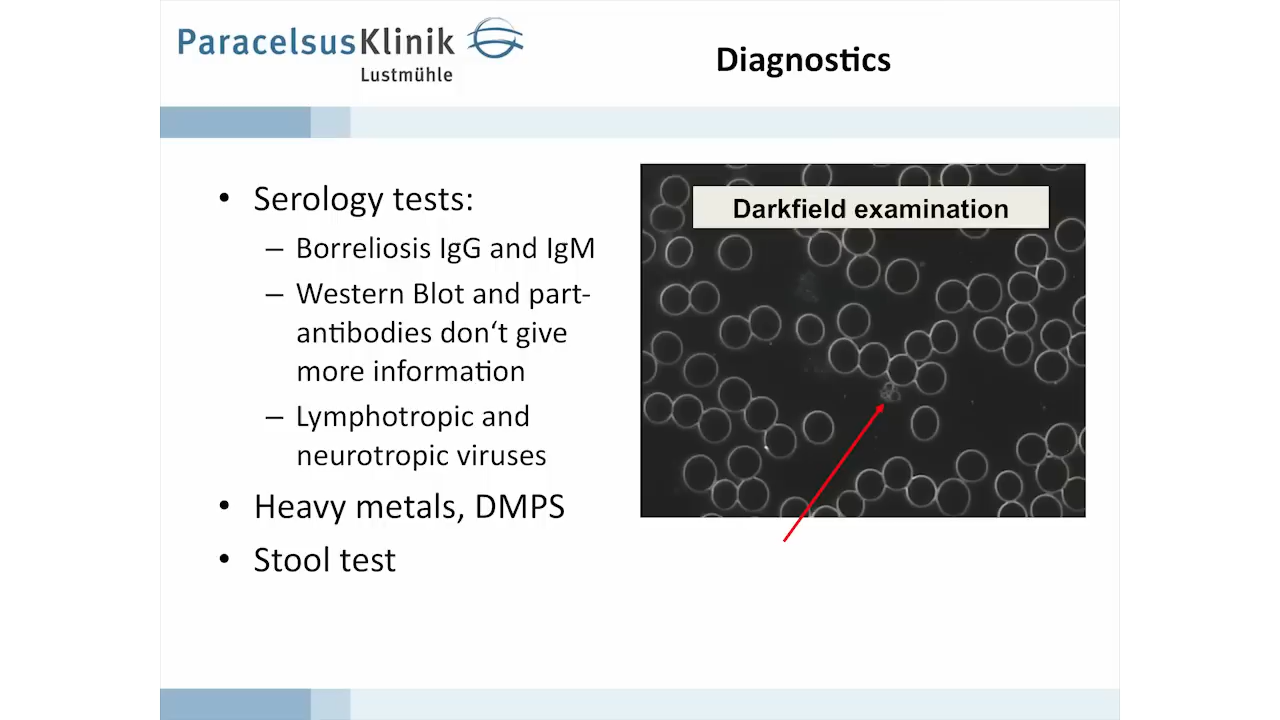 ParacelsusKlinik
Lustmühle
Diagnostics
• Serology tests:
– Borreliosis IgG and IgM
– Western Blot and part-
antibodies don‘t give
more information
– Lymphotropic and
neurotropic viruses
• Heavy metals, DMPS
• Stool test
Darkfield examination